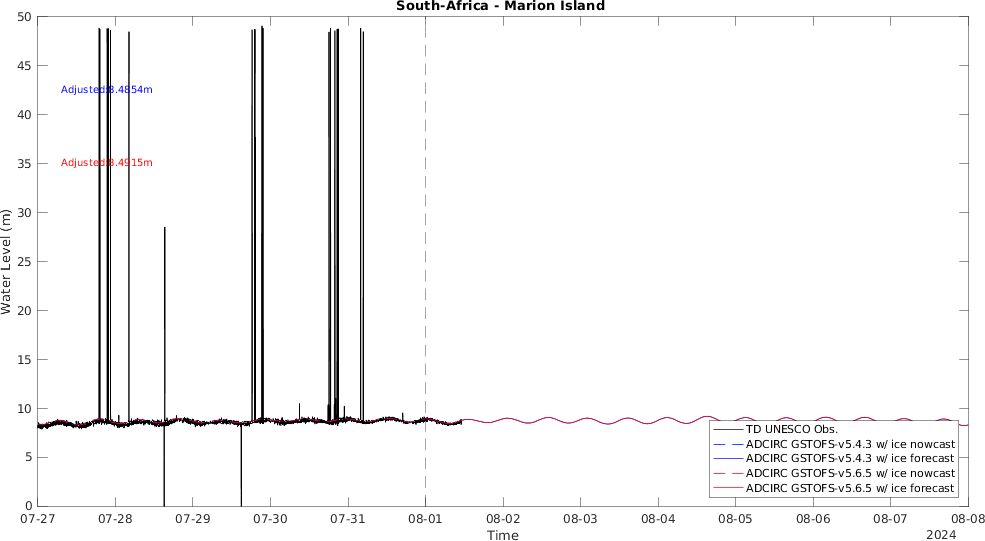 South-Africa - Marion Island
50
45
40
35
30
25
20
15
10
5
0
Water Level (m)
Adjusted:8.4854m
Adjusted:8.4915m
TD UNESCO Obs.
ADCIRC GSTOFS-v5.4.3 w/ ice nowcast
ADCIRC GSTOFS-v5.4.3 w/ ice forecast
ADCIRC GSTOFS-v5.6.5 w/ ice nowcast
ADCIRC GSTOFS-v5.6.5 w/ ice forecast
07-27 07-28 07-29 07-30 07-31 08-01 08-02 08-03 08-04 08-05 08-06 08-07 08-08
Time
2024